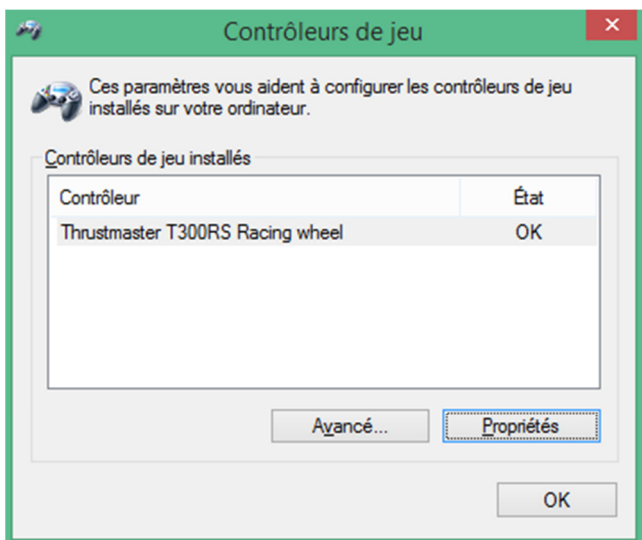 Contrôleurs de jeu
Ces paramètres vous aident à configurer les contrôleurs de jeu
installés sur votre ordinateur.
Contrôleurs de jeu installés
Contrôleur État
Thrustmaster T300RS Racing wheel OK
Avancé... Propriétés
OK